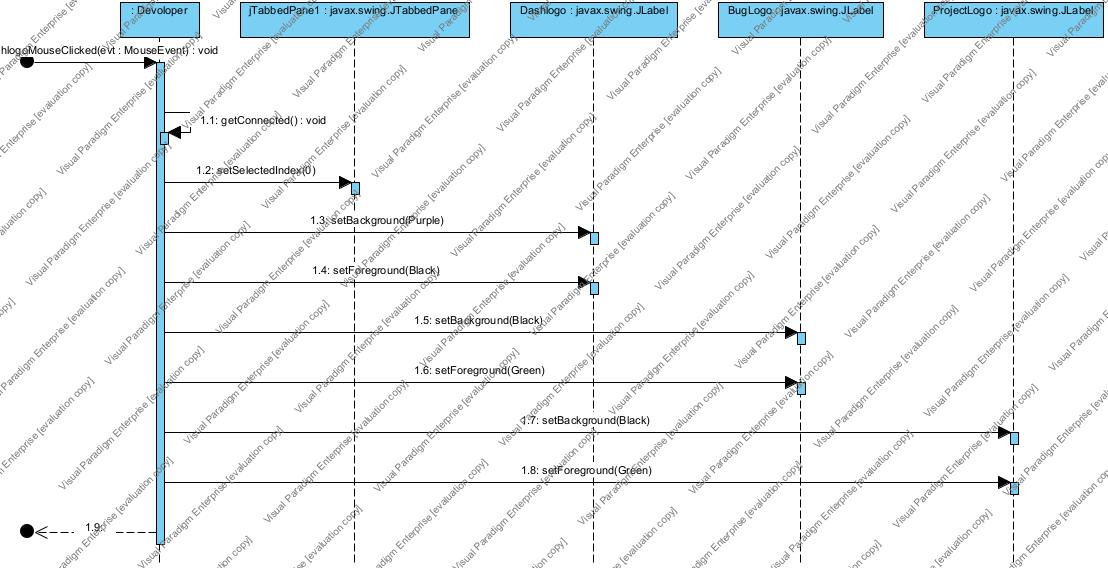 : Devoloper
jTabbedPane1 : javax.swing.JTabbedPane
Dashlogo : javax.swing.JLabel
BugLogo : javax.swing.JLabel
ProjectLogo : javax.swing.JLabel
hlogoMouseClicked(evt : MouseEvent) : void
1.1: getConnected() : void
1.2: setSelectedIndex(0)
1.3: setBackground(Purple)
1.4: setForeground(Black)
1.5: setBackground(Black)
1.6: setForeground(Green)
1.7: setBackground(Black)
1.8: setForeground(Green)
1.9:
Visual Paradigm Enterprise [evaluation copy]